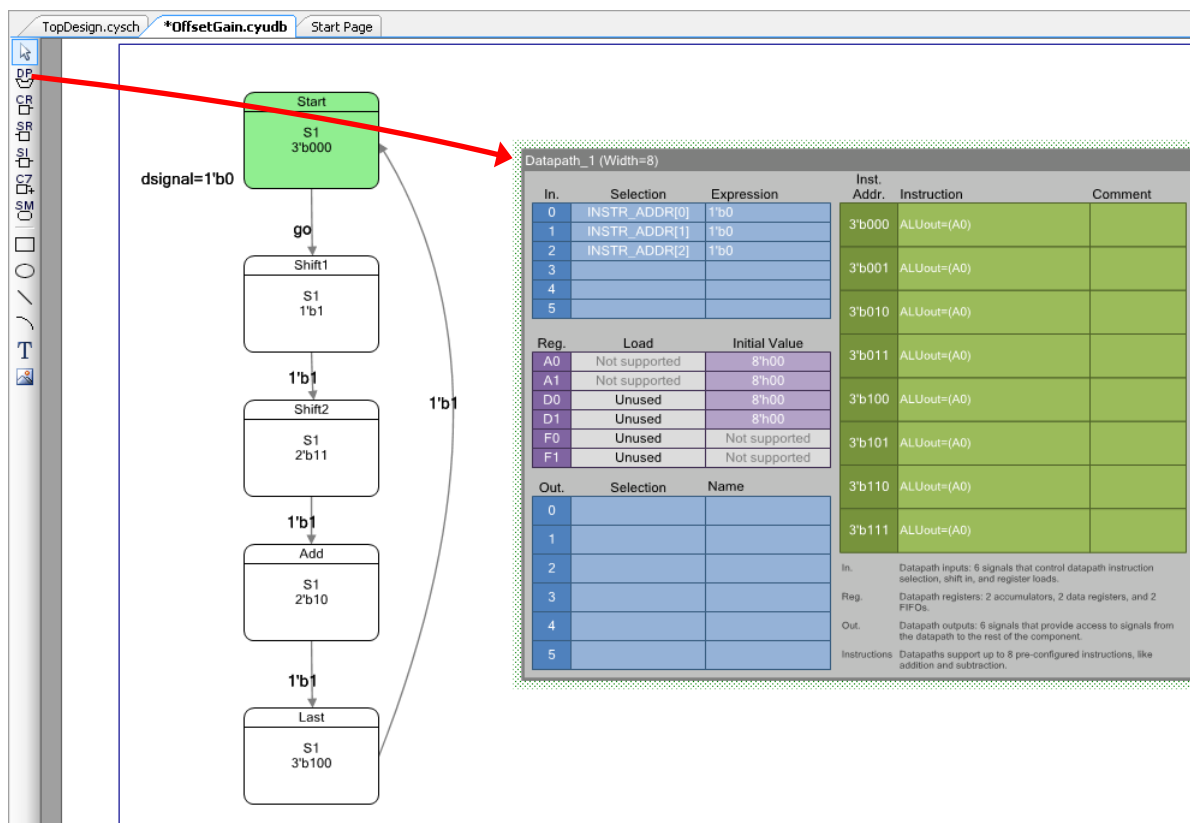 TopDesign.cysch *OffsetGain.cyudb Start Page
DP
CR
SR
SI
C7
SM
T
Start
S1
3'b000
dsignal=1'b0
go
Shift1
S1
1'b1
1'b1
Shift2
S1
2'b11
1'b1
1'b1
Add
S1
2'b10
1'b1
Last
S1
3'b100
Datapath_1 (Width=8)
In. Selection Expression
0 INSTR_ADDR[0] 1'b0
1 INSTR_ADDR[1] 1'b0
2 INSTR_ADDR[2] 1'b0
3
4
5
Reg. Load Initial Value
A0 Not supported 8'h00
A1 Not supported 8'h00
D0 Unused 8'h00
D1 Unused 8'h00
F0 Unused Not supported
F1 Unused Not supported
Out. Selection Name
0
1
2
3
4
5
Inst.
Addr. Instruction Comment
3'b000 ALUout=(A0)
3'b001 ALUout=(A0)
3'b010 ALUout=(A0)
3'b011 ALUout=(A0)
3'b100 ALUout=(A0)
3'b101 ALUout=(A0)
3'b110 ALUout=(A0)
3'b111 ALUout=(A0)
In. Datapath inputs: 6 signals that control datapath instruction
selection, shift in, and register loads.
Reg. Datapath registers: 2 accumulators, 2 data registers, and 2
FIFOs.
Out. Datapath outputs: 6 signals that provide access to signals from
the datapath to the rest of the component.
Instructions Datapaths support up to 8 pre-configured instructions, like
addition and subtraction.